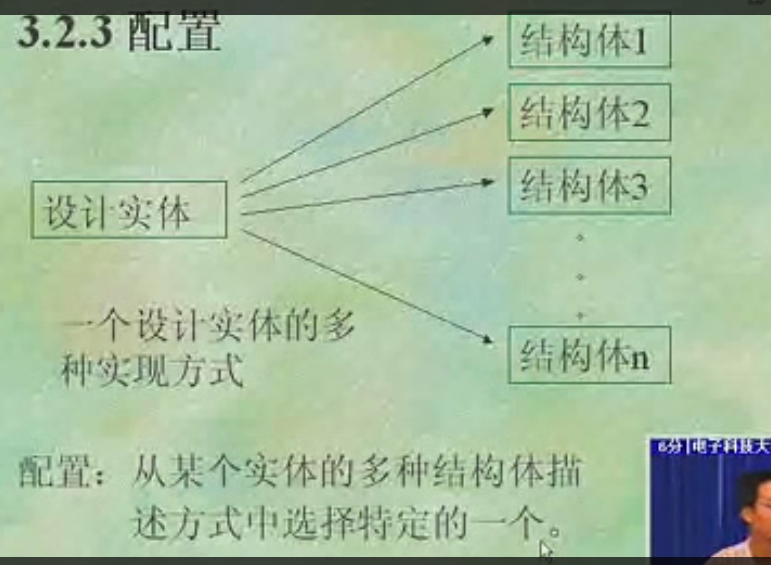 3.2.3 配置
结构体1
结构体2
设计实体
结构体3
一个设计实体的多
种实现方式
结构体n
配置：从某个实体的多种结构体描
述方式中选择特定的一个。
电子科技大